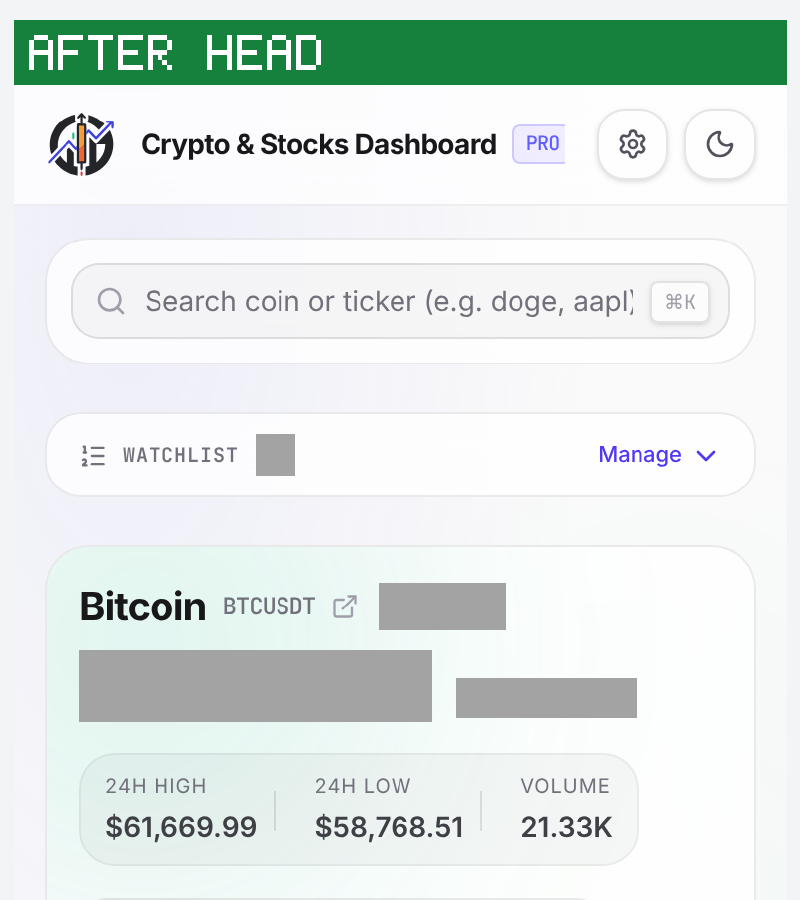 AFTER HEAD
Crypto & Stocks Dashboard PRO
Search coin or ticker (e.g. doge, aapl) ⌘K
WATCHLIST Manage
Bitcoin BTCUSDT
24H HIGH 24H LOW VOLUME
$61,669.99 $58,768.51 21.33K